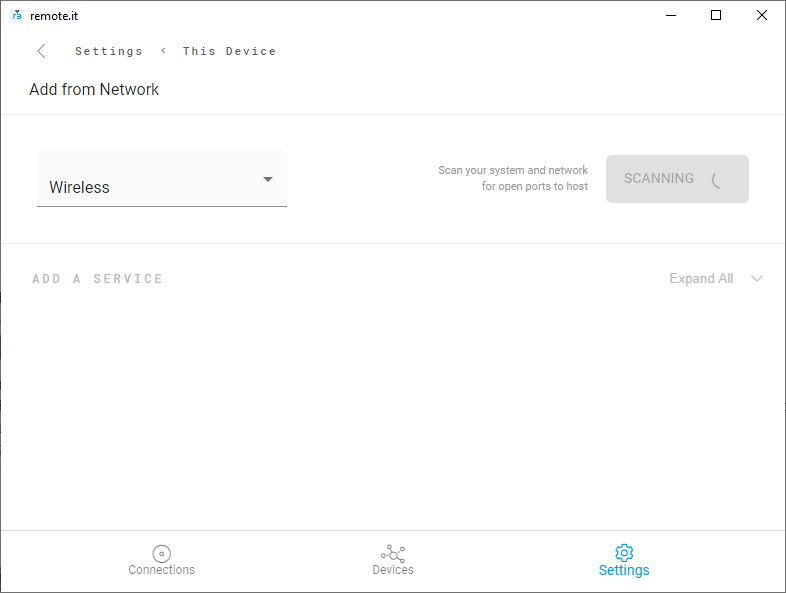 remote.it
Settings < This Device
Add from Network
Wireless
Scan your system and network
for open ports to host
SCANNING
ADD A SERVICE
Expand All
Connections
Devices
Settings